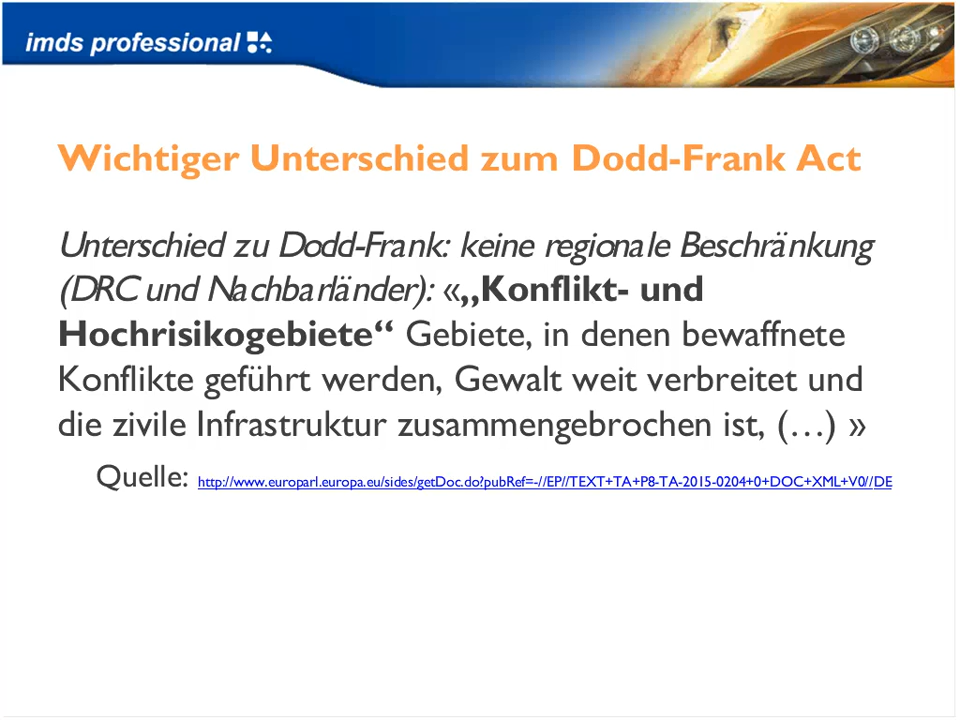 imds professional
Wichtiger Unterschied zum Dodd-Frank Act
Unterschied zu Dodd-Frank: keine regionale Beschränkung
(DRC und Nachbarländer): «„Konflikt- und
Hochrisikogebiete“ Gebiete, in denen bewaffnete
Konflikte geführt werden, Gewalt weit verbreitet und
die zivile Infrastruktur zusammengebrochen ist, (…) »
Quelle: http://www.europarl.europa.eu/sides/getDoc.do?pubRef=-//EP//TEXT+TA+P8-TA-2015-0204+0+DOC+XML+V0//DE